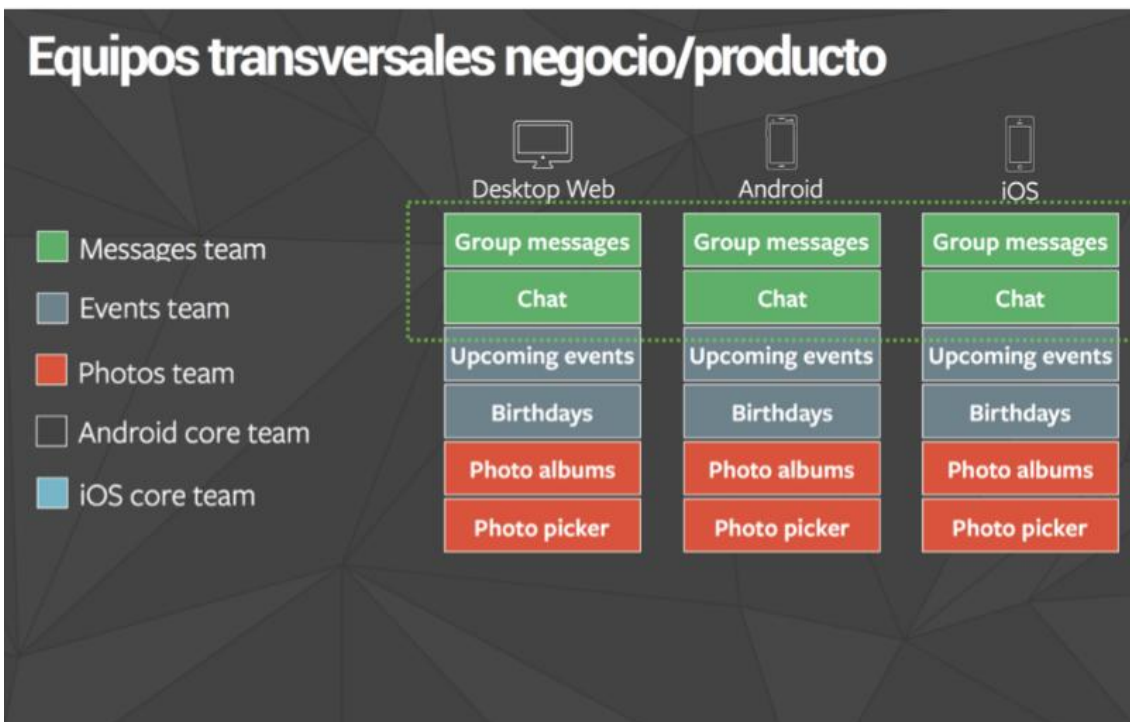 Equipos transversales negocio/producto
Desktop Web Android iOS
Messages team
Events team
Photos team
Android core team
iOS core team
Group messages Group messages Group messages
Chat Chat Chat
Upcoming events Upcoming events Upcoming events
Birthdays Birthdays Birthdays
Photo albums Photo albums Photo albums
Photo picker Photo picker Photo picker